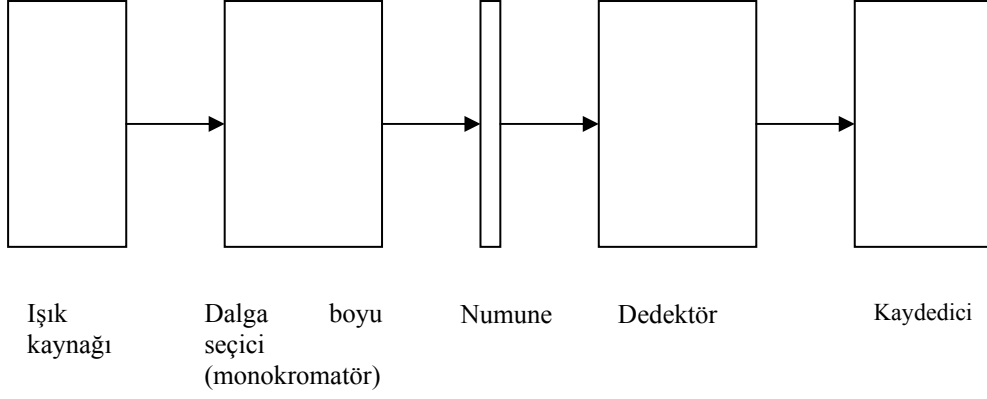 Işık
kaynağı
Dalga boyu
seçici
(monokromatör)
Numune
Dedektör
Kaydedici